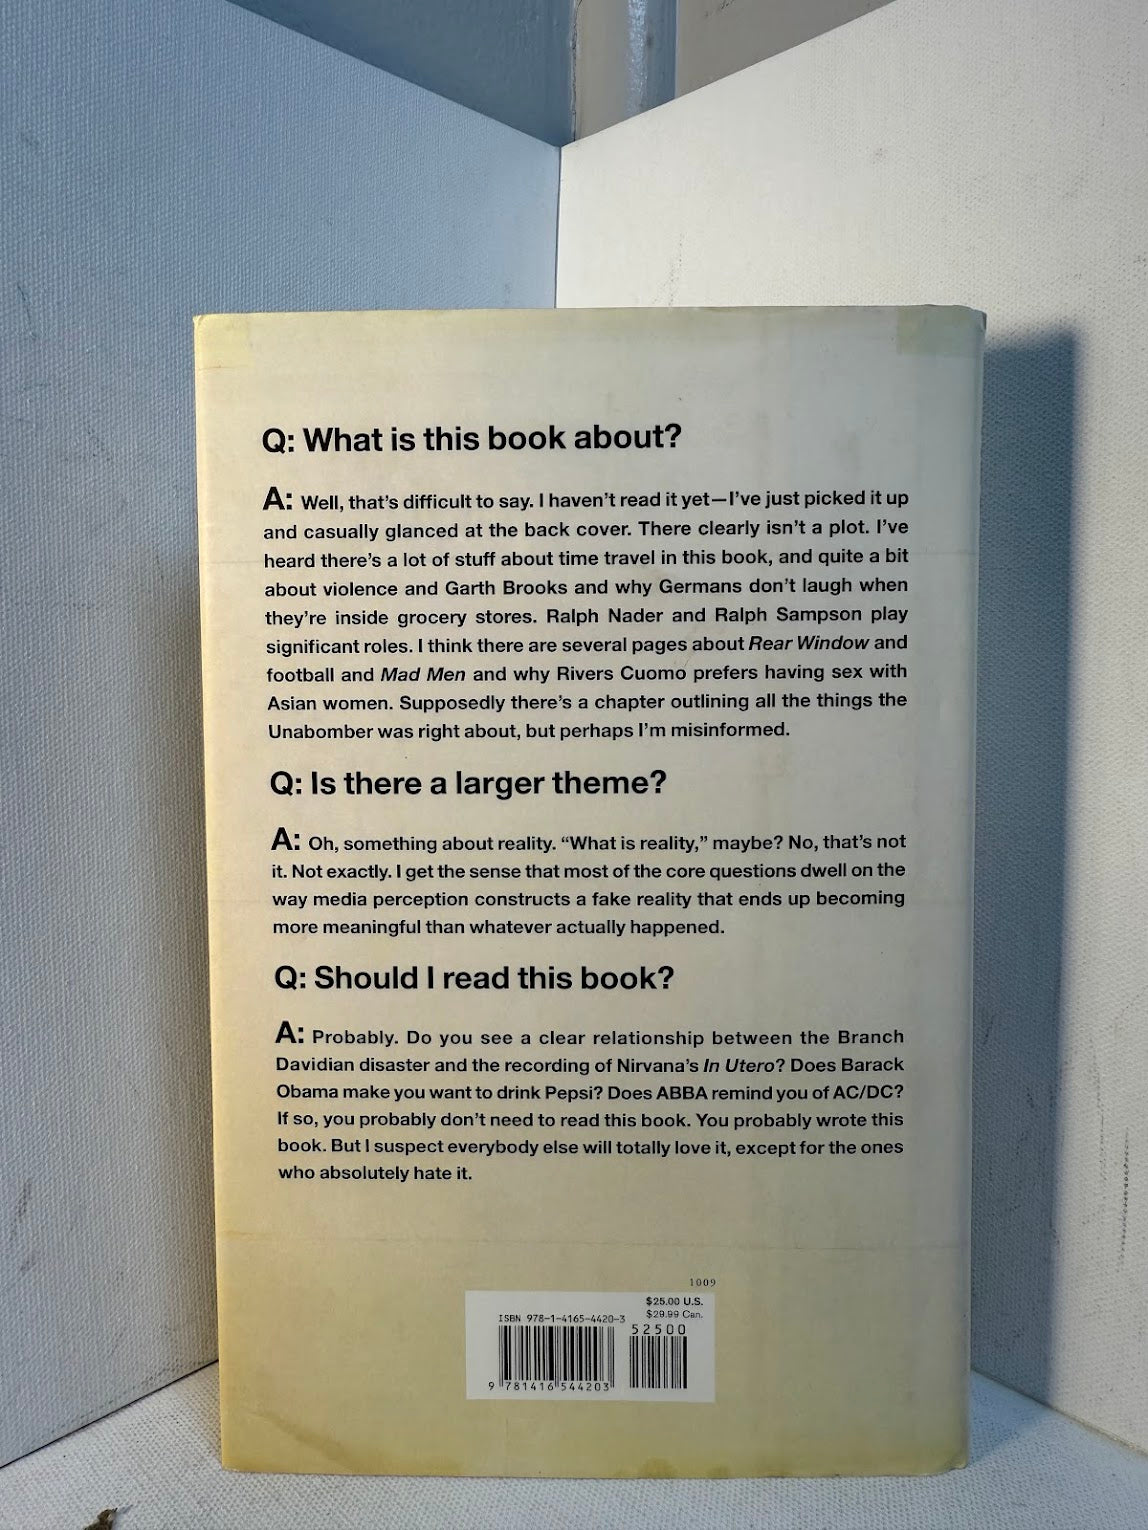 Q: What is this book about?
A: Well, that's difficult to say. I haven't read it yet—I've just picked it up
and casually glanced at the back cover. There clearly isn't a plot. I've
heard there's a lot of stuff about time travel in this book, and quite a bit
about violence and Garth Brooks and why Germans don't laugh when
they're inside grocery stores. Ralph Nader and Ralph Sampson play
significant roles. I think there are several pages about Rear Window and
football and Mad Men and why Rivers Cuomo prefers having sex with
Asian women. Supposedly there's a chapter outlining all the things the
Unabomber was right about, but perhaps I'm misinformed.
Q: Is there a larger theme?
A: Oh, something about reality. “What is reality,” maybe? No, that's not
it. Not exactly. I get the sense that most of the core questions dwell on the
way media perception constructs a fake reality that ends up becoming
more meaningful than whatever actually happened.
Q: Should I read this book?
A: Probably. Do you see a clear relationship between the Branch
Davidian disaster and the recording of Nirvana's In Utero? Does Barack
Obama make you want to drink Pepsi? Does ABBA remind you of AC/DC?
If so, you probably don't need to read this book. You probably wrote this
book. But I suspect everybody else will totally love it, except for the ones
who absolutely hate it.
1009
$25.00 U.S.
$29.99 Can.
ISBN 978-1-4165-4420-3
52500
9 781416 544203